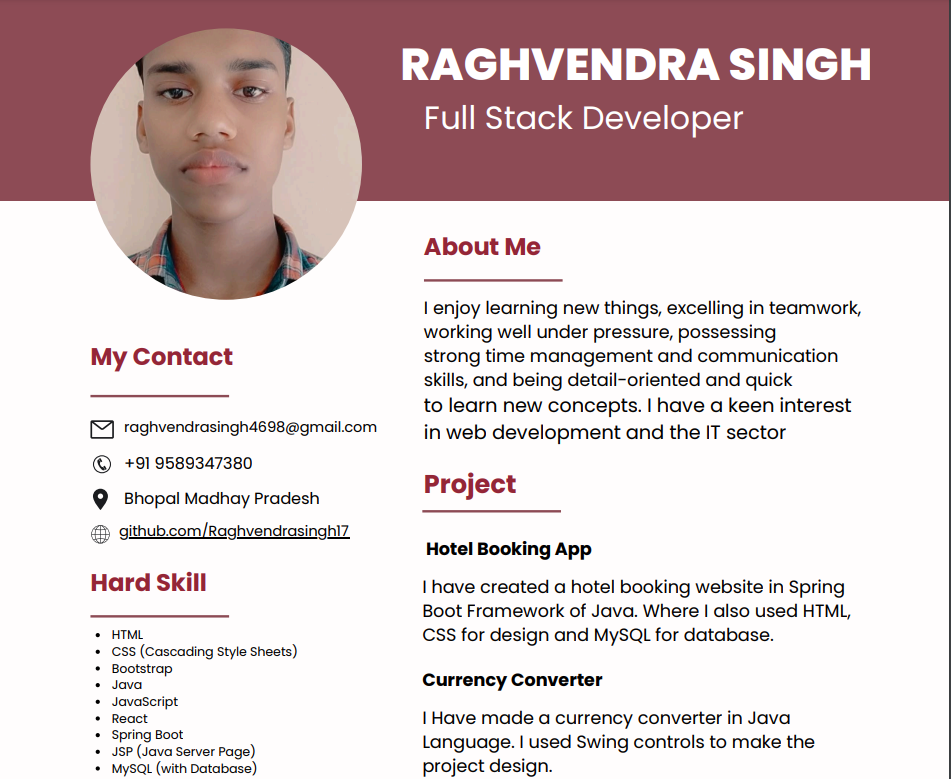 RAGHVENDRA SINGH
Full Stack Developer
My Contact
raghvendrasingh4698@gmail.com
+91 9589347380
Bhopal Madhay Pradesh
github.com/Raghvendrasingh17
Hard Skill
• HTML
• CSS (Cascading Style Sheets)
• Bootstrap
• Java
• JavaScript
• React
• Spring Boot
• JSP (Java Server Page)
• MySQL (with Database)
About Me
I enjoy learning new things, excelling in teamwork,
working well under pressure, possessing
strong time management and communication
skills, and being detail-oriented and quick
to learn new concepts. I have a keen interest
in web development and the IT sector
Project
Hotel Booking App
I have created a hotel booking website in Spring
Boot Framework of Java. Where I also used HTML,
CSS for design and MySQL for database.
Currency Converter
I Have made a currency converter in Java
Language. I used Swing controls to make the
project design.